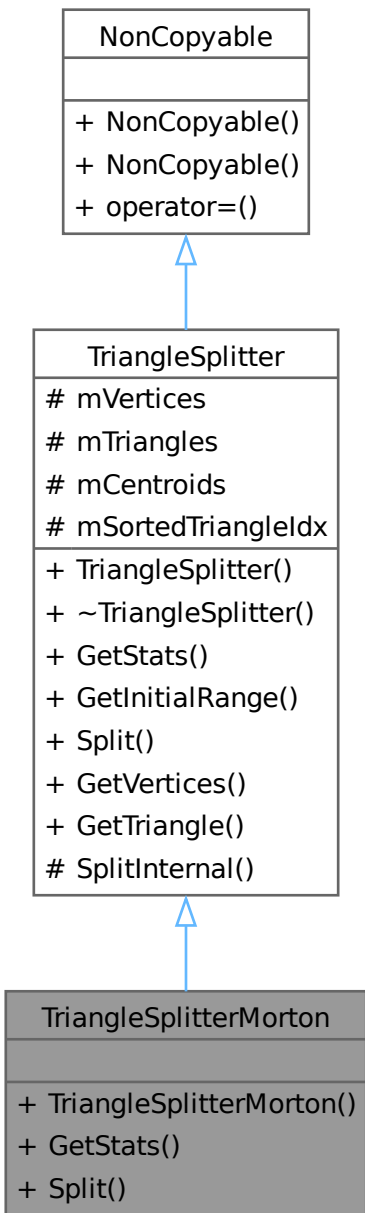 NonCopyable
+ NonCopyable()
+ NonCopyable()
+ operator=()
TriangleSplitter
# mVertices
# mTriangles
# mCentroids
# mSortedTriangleIdx
+ TriangleSplitter()
+ ~TriangleSplitter()
+ GetStats()
+ GetInitialRange()
+ Split()
+ GetVertices()
+ GetTriangle()
# SplitInternal()
TriangleSplitterMorton
+ TriangleSplitterMorton()
+ GetStats()
+ Split()